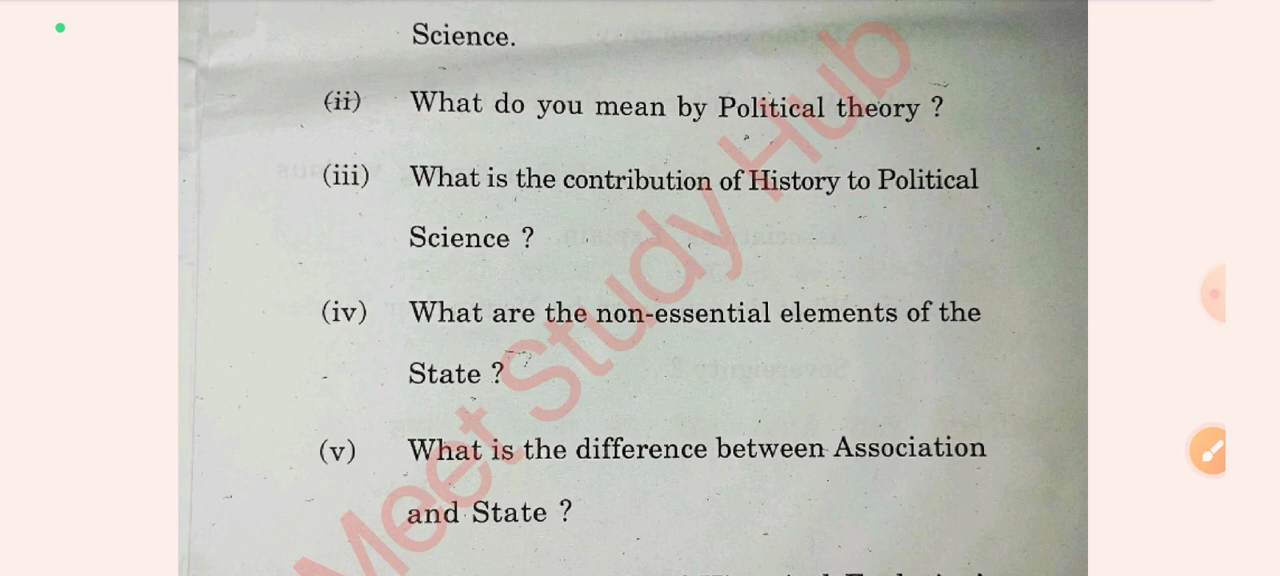 Science.
(ii) What do you mean by Political theory ?
(iii) What is the contribution of History to Political
Science ?
(iv) What are the non-essential elements of the
State ?
(v) What is the difference between Association
and State ?
Meet Study Hub